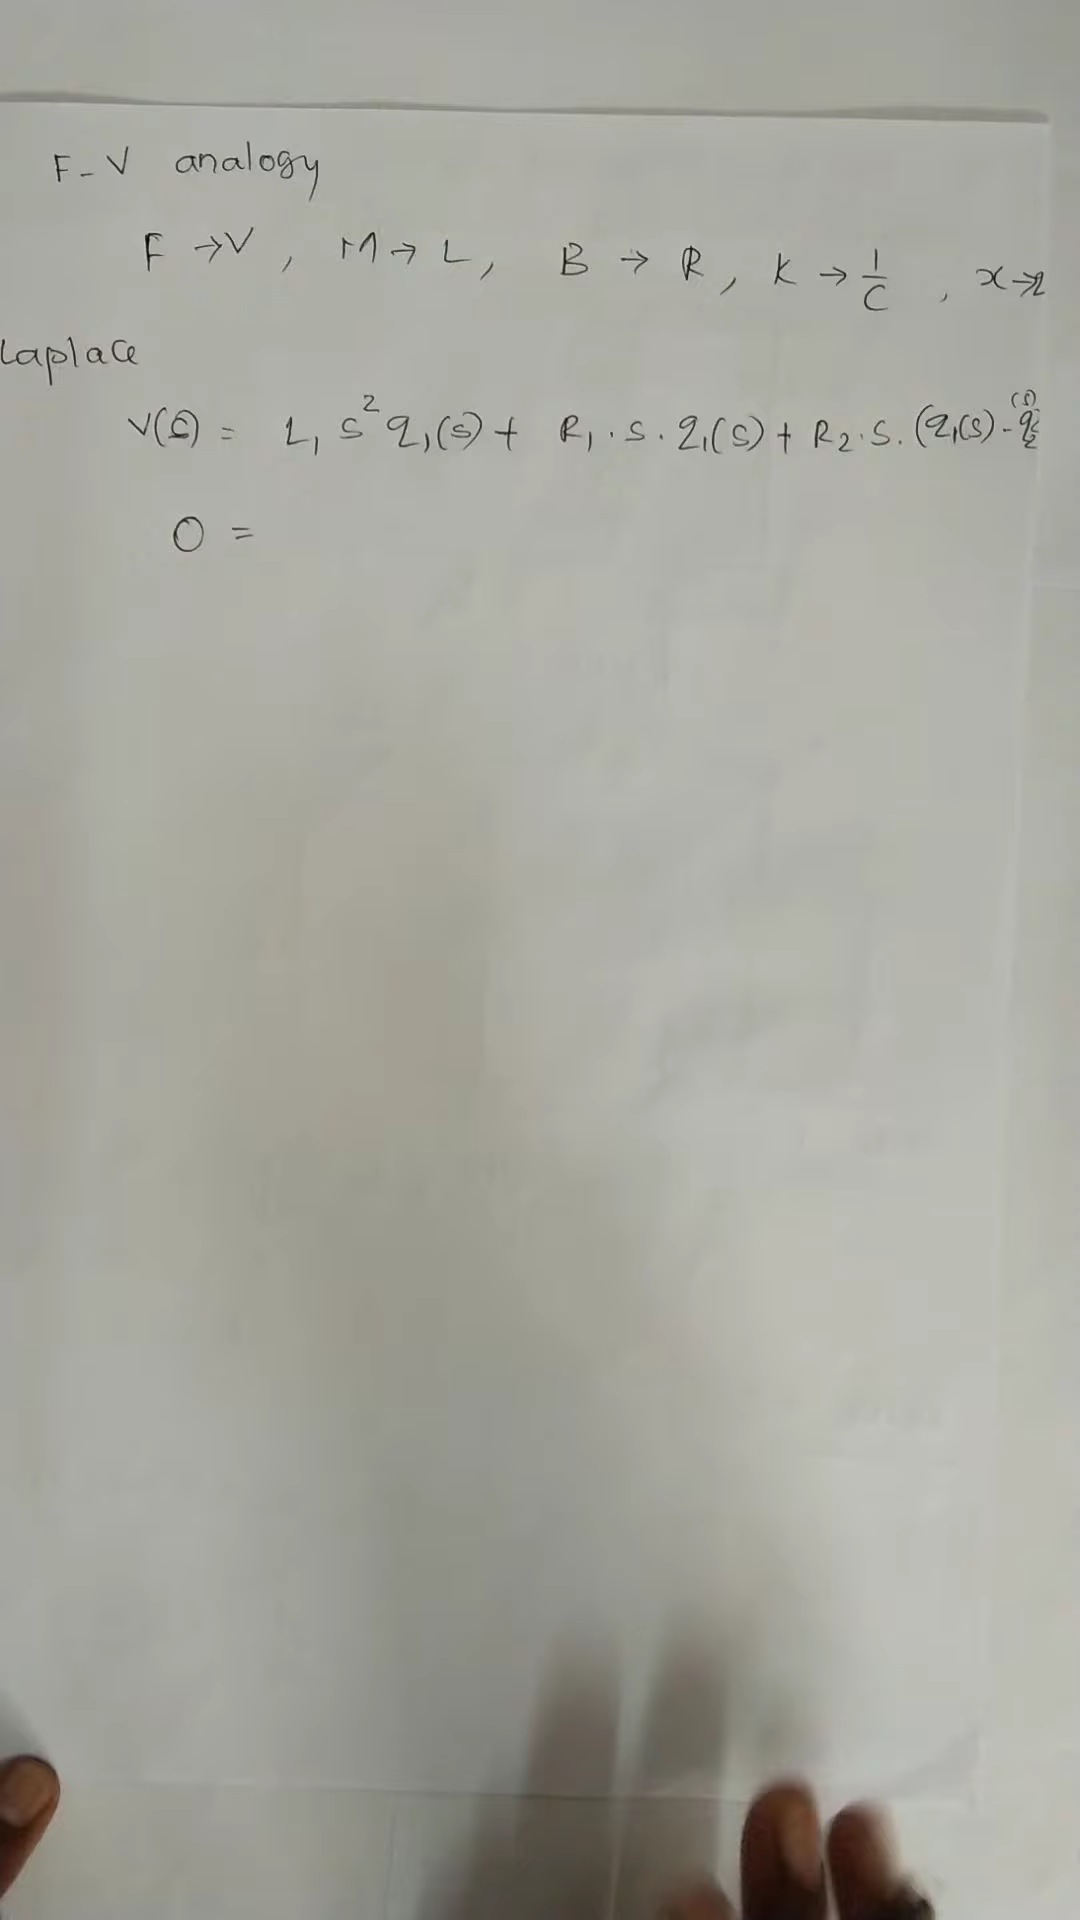 F-V analogy
F → V, M → L, B → R, K → 1/C, x → q
Laplace
V(s) = L₁ s² q₁(s) + R₁ . s . q₁(s) + R₂ . s . (q₁(s) - q₂(s)
0 =